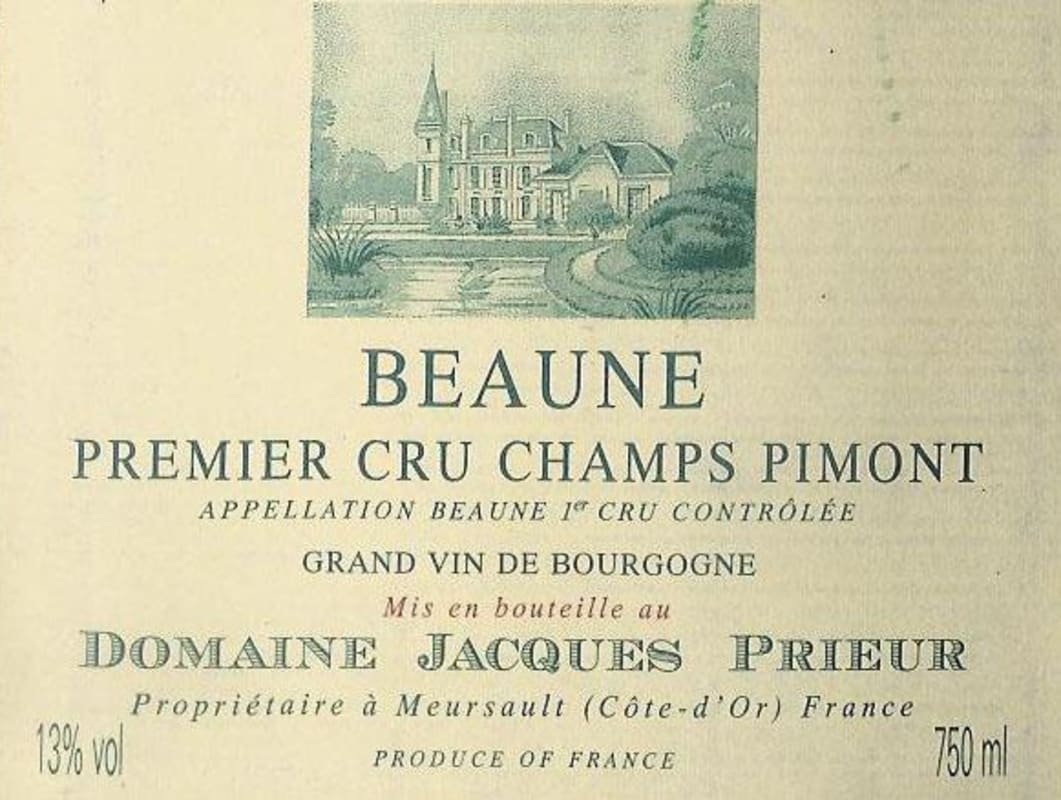 BEAUNE
PREMIER CRU CHAMPS PIMONT
APPELLATION BEAUNE 1er CRU CONTRÔLÉE
GRAND VIN DE BOURGOGNE
Mis en bouteille au
DOMAINE JACQUES PRIEUR
Propriétaire à Meursault (Côte-d'Or) France
13% vol PRODUCE OF FRANCE 750 ml